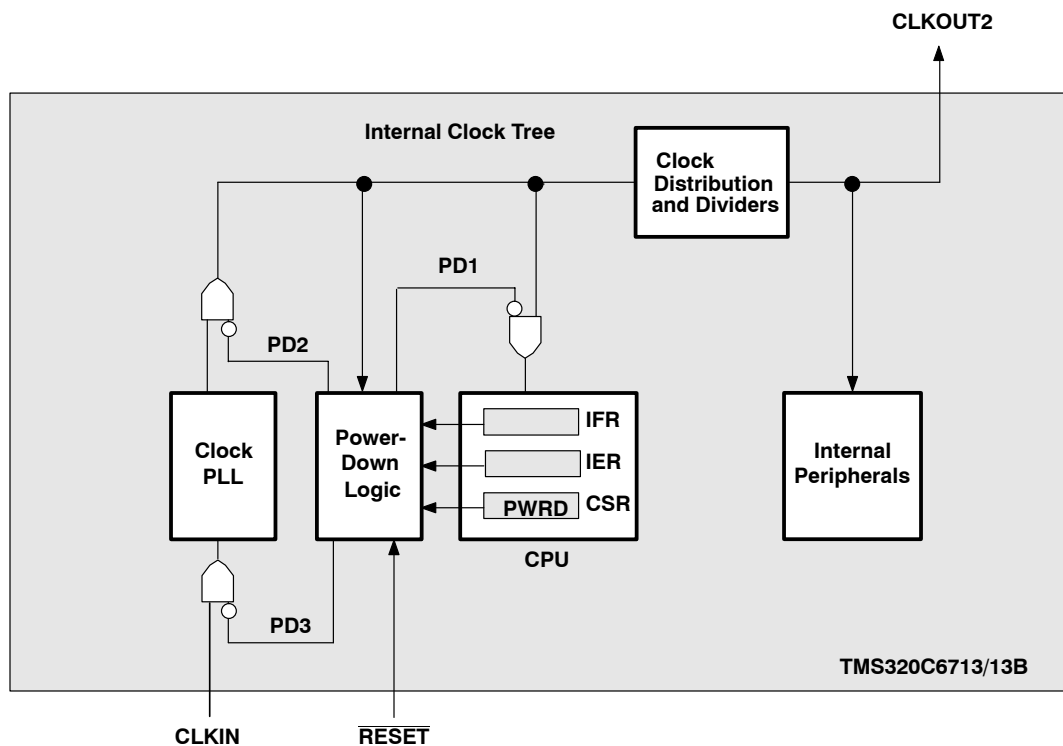 CLKOUT2
Internal Clock Tree
Clock
Distribution
and Dividers
PD1
PD2
Clock
PLL
Power-
Down
Logic
IFR
IER
PWRD CSR
CPU
Internal
Peripherals
PD3
TMS320C6713/13B
CLKIN
RESET